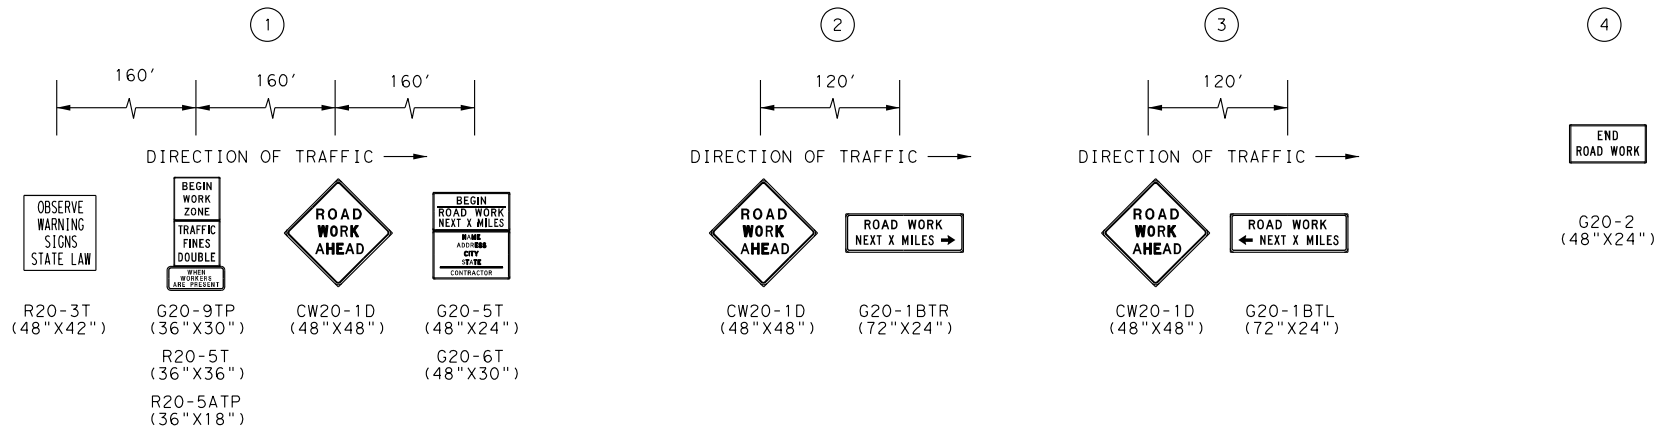 1
160'
160'
160'
DIRECTION OF TRAFFIC
OBSERVE
WARNING
SIGNS
STATE LAW
R20-3T
(48"X42")
BEGIN
WORK
ZONE
TRAFFIC
FINES
DOUBLE
WHEN
WORKERS
ARE PRESENT
G20-9TP
(36"X30")
R20-5T
(36"X36")
R20-5ATP
(36"X18")
ROAD
WORK
AHEAD
CW20-1D
(48"X48")
BEGIN
ROAD WORK
NEXT X MILES
NAME
ADDRESS
CITY
STATE
CONTRACTOR
G20-5T
(48"X24")
G20-6T
(48"X30")
2
120'
DIRECTION OF TRAFFIC
ROAD
WORK
AHEAD
CW20-1D
(48"X48")
ROAD WORK
NEXT X MILES
G20-1BTR
(72"X24")
3
120'
DIRECTION OF TRAFFIC
ROAD
WORK
AHEAD
CW20-1D
(48"X48")
ROAD WORK
NEXT X MILES
G20-1BTL
(72"X24")
4
END
ROAD WORK
G20-2
(48"X24")